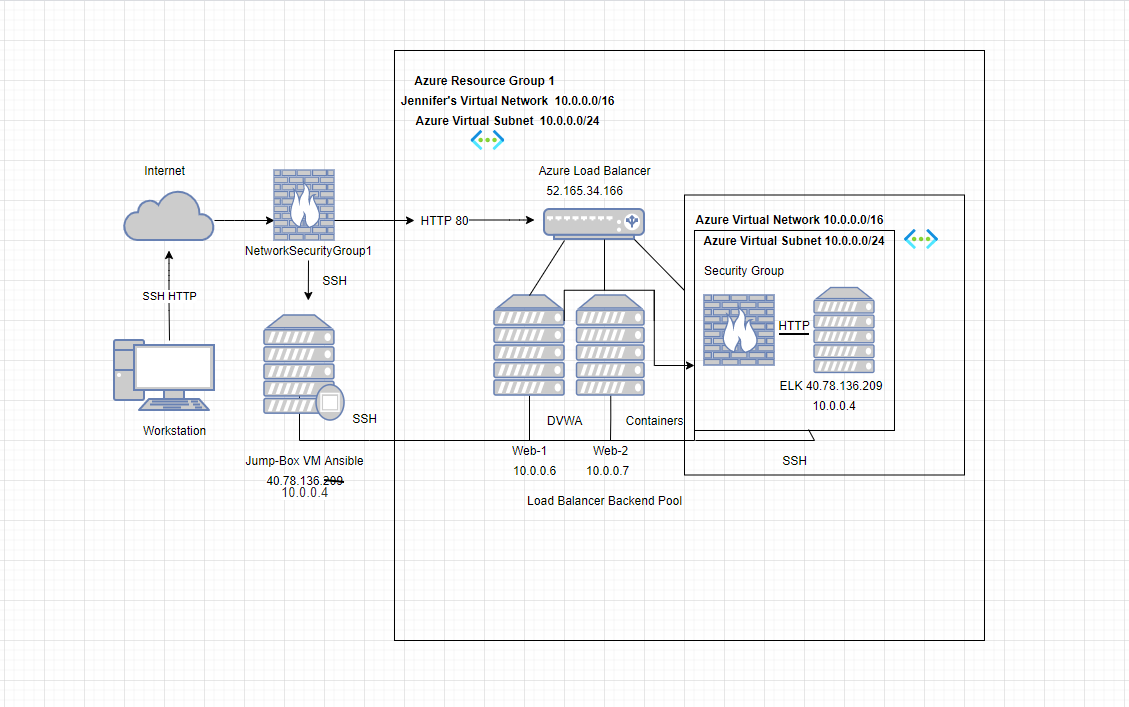 Azure Resource Group 1
Jennifer's Virtual Network 10.0.0.0/16
Azure Virtual Subnet 10.0.0.0/24
Internet
Azure Load Balancer
52.165.34.166
HTTP 80
NetworkSecurityGroup1
SSH
SSH HTTP
Workstation
SSH
Jump-Box VM Ansible
40.78.136.209
10.0.0.4
DVWA
Containers
Web-1
Web-2
10.0.0.6
10.0.0.7
Load Balancer Backend Pool
Azure Virtual Network 10.0.0.0/16
Azure Virtual Subnet 10.0.0.0/24
Security Group
HTTP
ELK 40.78.136.209
10.0.0.4
SSH